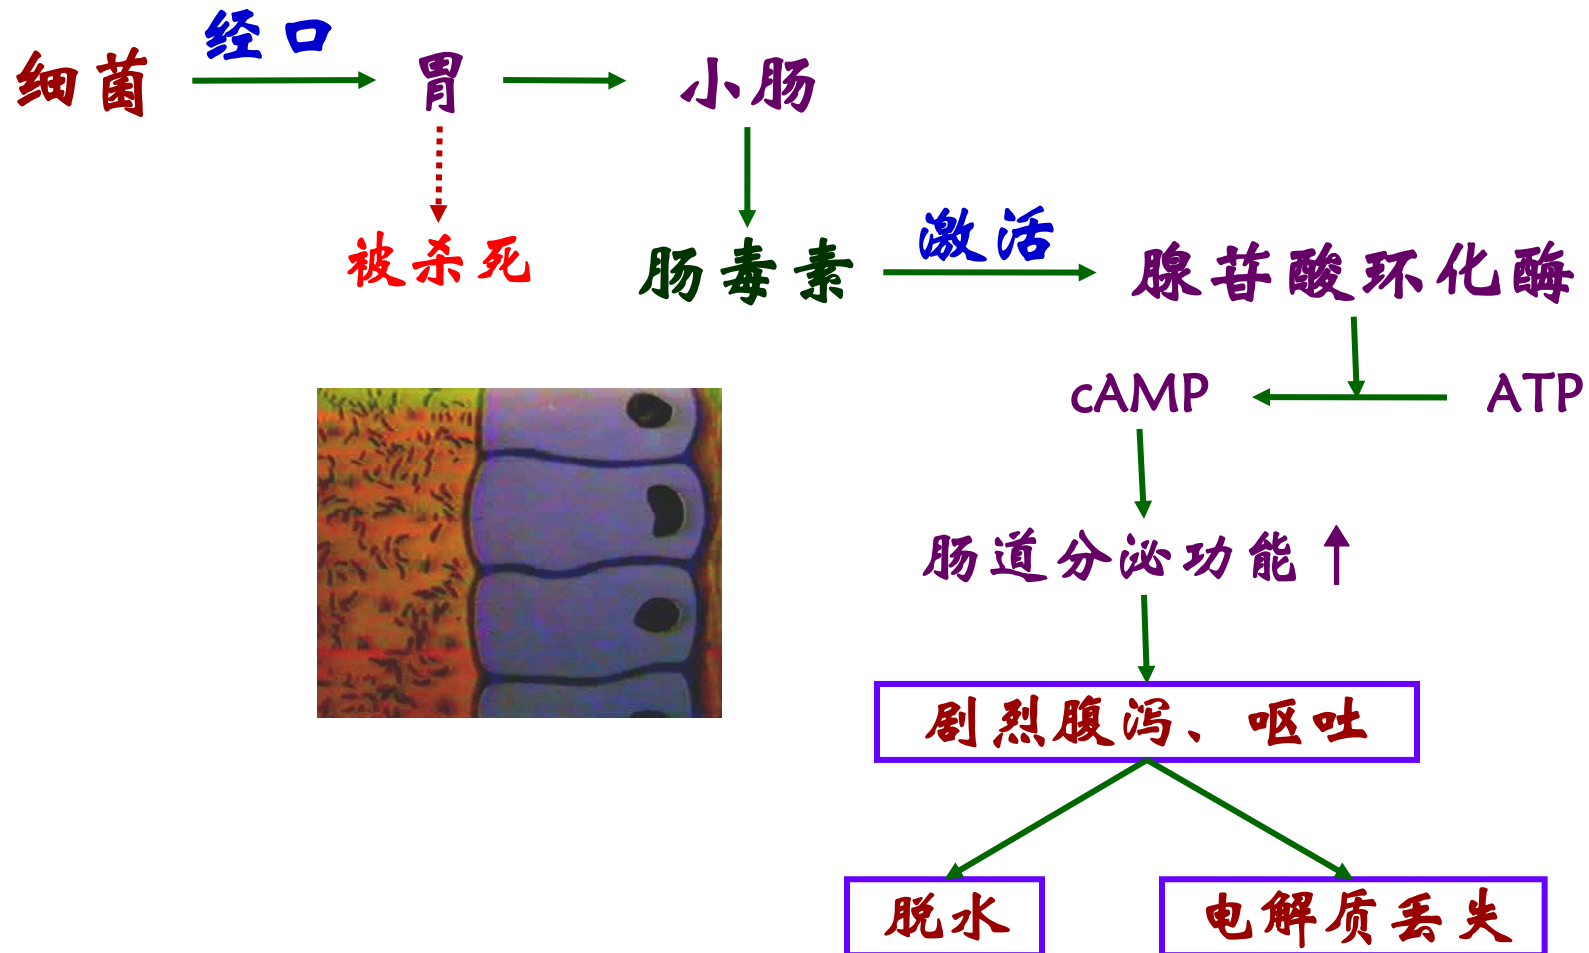 经口
细菌 胃 小肠
被杀死 肠毒素 激活 腺苷酸环化酶
cAMP ATP
肠道分泌功能↑
剧烈腹泻、呕吐
脱水 电解质丢失